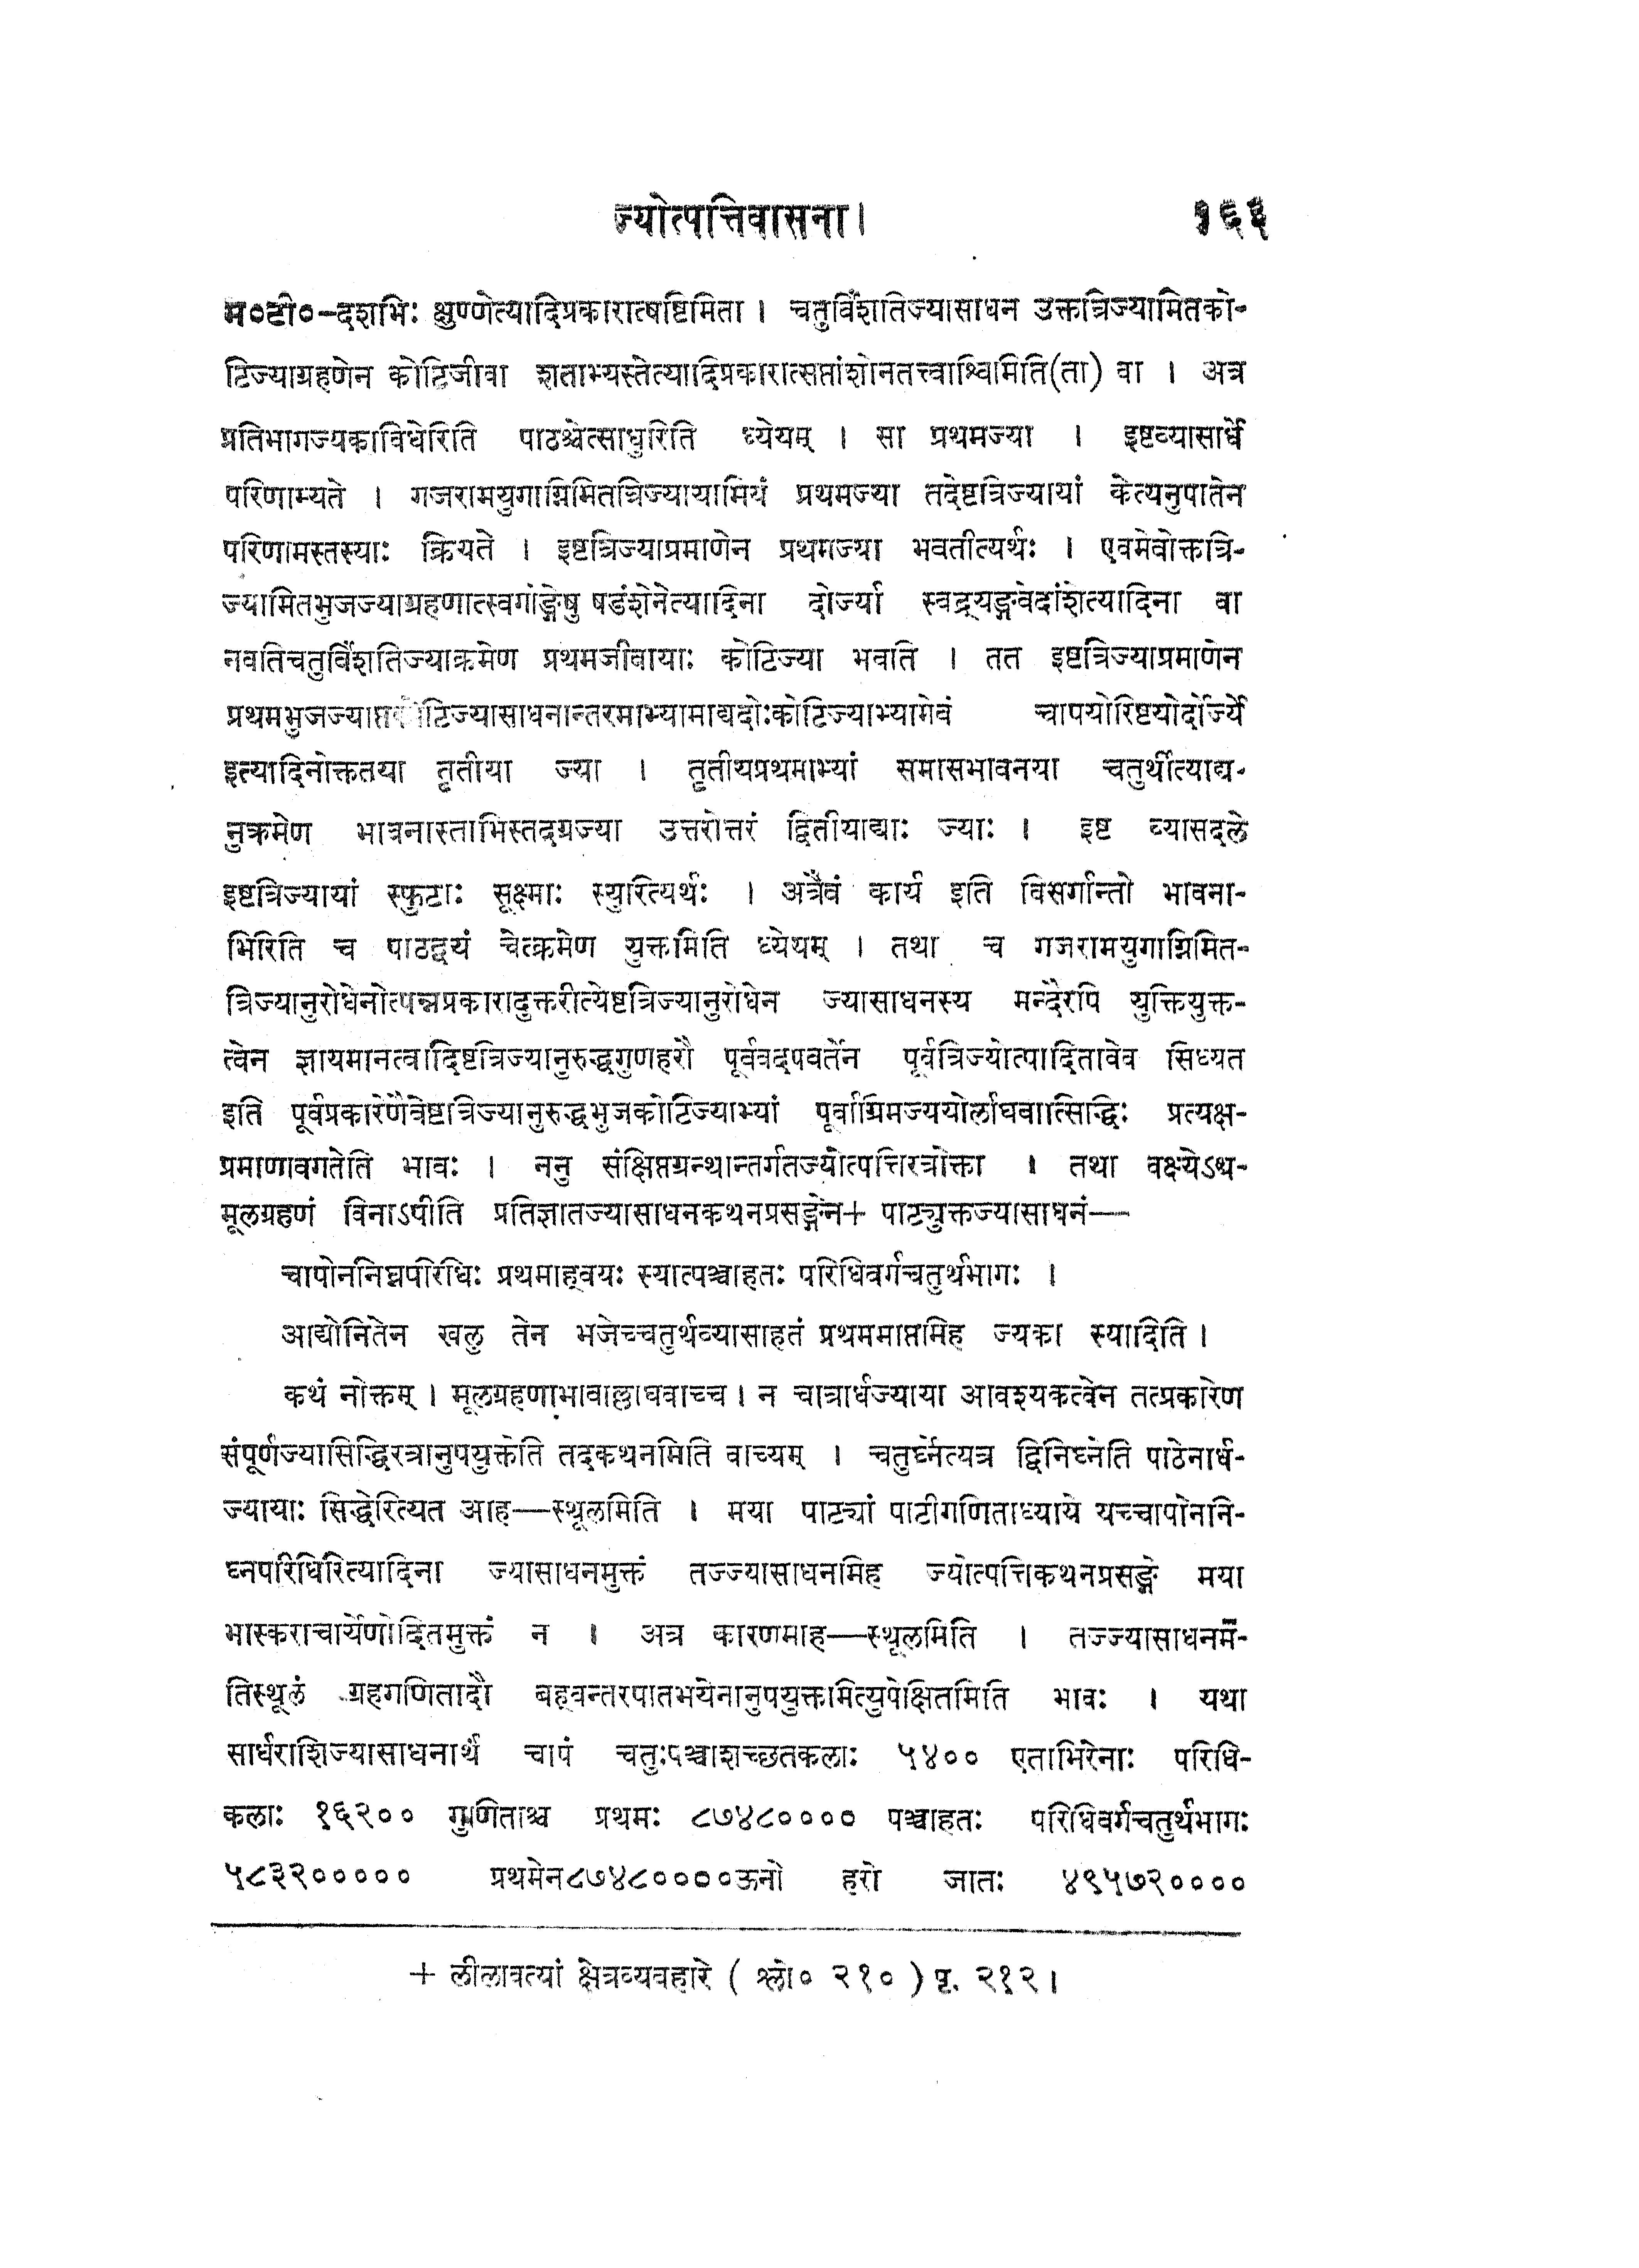 ज्योत्पत्तिवासना। १६३
म०टी०-दशभिः क्षुण्णेत्यादिप्रकारात्षष्टिमिता । चतुर्विंशतिज्यासाधन उक्तत्रिज्यामितको-
टिज्याग्रहणेन कोटिजीवा शताभ्यस्तेत्यादिप्रकारात्सप्तांशोनतत्त्वाश्विमिति(ता) वा । अत्र
प्रतिभागज्यकाविधेरिति पाठश्चेत्साधुरिति ध्येयम् । सा प्रथमज्या । इष्टव्यासार्धे
परिणाम्यते । गजरामयुगाग्निमितत्रिज्यायामियं प्रथमज्या तदेष्टत्रिज्यायां केत्यनुपातेन
परिणामस्तस्याः क्रियते । इष्टत्रिज्याप्रमाणेन प्रथमज्या भवतीत्यर्थः । एवमेवोक्तत्रि-
ज्यामितभुजज्याग्रहणात्स्वगोङ्गेषु षडंशेनेत्यादिना दोर्ज्या स्वद्र्यङ्गवेदांशेत्यादिना वा
नवतिचतुर्विंशतिज्याक्रमेण प्रथमजीवायाः कोटिज्या भवति । तत इष्टत्रिज्याप्रमाणेन
प्रथमभुजज्याप्तकोटिज्यासाधनान्तरमाभ्यामाद्यदोःकोटिज्याभ्यामेवं चापयोरिष्टयोर्दोर्ज्ये
इत्यादिनोक्ततया तृतीया ज्या । तृतीयप्रथमाभ्यां समासभावनया चतुर्थीत्याद्य-
नुक्रमेण भावनास्ताभिस्तदग्रज्या उत्तरोत्तरं द्वितीयाद्याः ज्याः । इष्ट व्यासदले
इष्टत्रिज्यायां स्फुटाः सूक्ष्माः स्युरित्यर्थः । अत्रैवं कार्य इति विसर्गान्तो भावना-
भिरिति च पाठद्वयं चेत्क्रमेण युक्तमिति ध्येयम् । तथा च गजरामयुगाग्निमित-
त्रिज्यानुरोधेनोत्पन्नप्रकारादुक्तरीत्येष्टत्रिज्यानुरोधेन ज्यासाधनस्य मन्दैरपि युक्तियुक्त-
त्वेन ज्ञायमानत्वादिष्टत्रिज्यानुरुद्धगुणहरौ पूर्ववदपवर्तेन पूर्वत्रिज्योत्पादितावेव सिध्यत
इति पूर्वप्रकारेणैवेष्टत्रिज्यानुरुद्धभुजकोटिज्याभ्यां पूर्वाग्रिमज्ययोर्लाघवात्सिद्धिः प्रत्यक्ष-
प्रमाणावगतेति भावः । ननु संक्षिप्तग्रन्थान्तर्गतज्योत्पत्तिरत्रोक्ता । तथा वक्ष्येऽथ-
मूलग्रहणं विनाऽपीति प्रतिज्ञातज्यासाधनकथनप्रसङ्गेन+ पाट्युक्तज्यासाधनं—
चापोननिघ्नपरिधिः प्रथमाह्वयः स्यात्पञ्चाहतः परिधिवर्गचतुर्थभागः ।
आद्योनितेन खलु तेन भजेच्चतुर्थव्यासाहतं प्रथममाप्तमिह ज्यका स्यादिति ।
कथं नोक्तम् । मूलग्रहणाभावाल्लाघवाच्च । न चात्रार्धज्याया आवश्यकत्वेन तत्प्रकारेण
संपूर्णज्यासिद्धिरत्रानुपयुक्तेति तदकथनमिति वाच्यम् । चतुर्घ्नेत्यत्र द्विनिघ्नेति पाठेनार्ध-
ज्यायाः सिद्धेरित्यत आह—स्थूलमिति । मया पाट्यां पाटीगणिताध्याये यच्चापोननि-
घ्नपरिधिरित्यादिना ज्यासाधनमुक्तं तज्ज्यासाधनमिह ज्योत्पत्तिकथनप्रसङ्गे मया
भास्कराचार्येणोदितमुक्तं न । अत्र कारणमाह—स्थूलमिति । तज्ज्यासाधनम-
तिस्थूलं ग्रहगणितादौ बह्वन्तरपातभयेनानुपयुक्तमित्युपेक्षितमिति भावः । यथा
सार्धराशिज्यासाधनार्थं चापं चतुःपञ्चाशच्छतकलाः ५४०० एताभिरेनाः परिधि-
कलाः १६२०० गुणिताश्च प्रथमः ८७४८०००० पञ्चाहतः परिधिवर्गचतुर्थभागः
५८३२००००० प्रथमेन८७४८००००ऊनो हरो जातः ४९५७२००००
+ लीलावत्यां क्षेत्रव्यवहारे ( श्लो० २१० ) पृ. २१२ ।